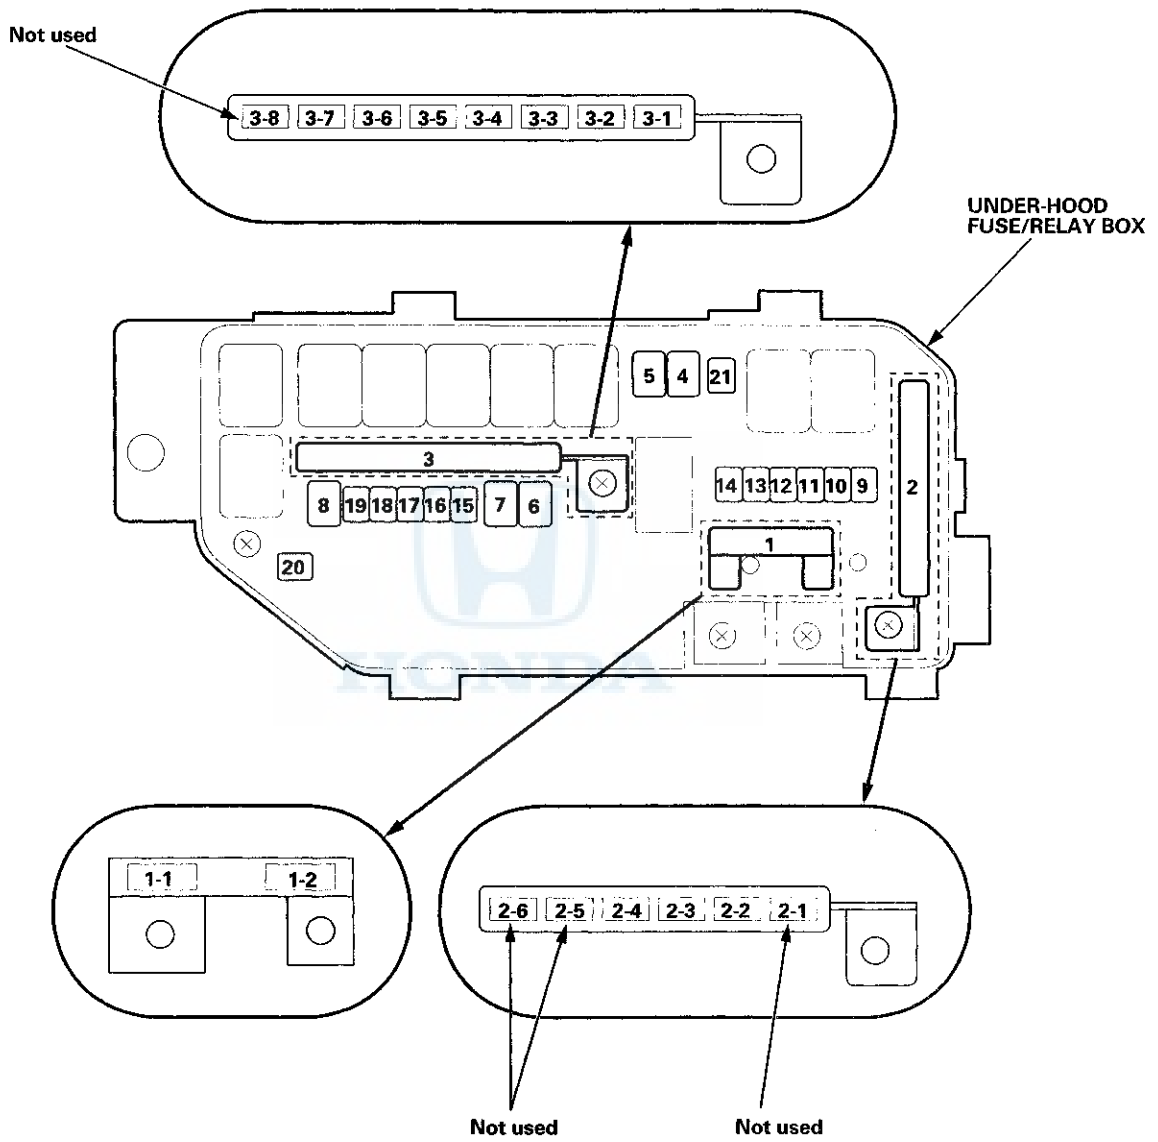 Not used
3-8 3-7 3-6 3-5 3-4 3-3 3-2 3-1
UNDER-HOOD
FUSE/RELAY BOX
5 4 21
3
2
8 19 18 17 16 15 7 6
14 13 12 11 10 9
1
20
HONDA
1-1 1-2
2-6 2-5 2-4 2-3 2-2 2-1
Not used
Not used